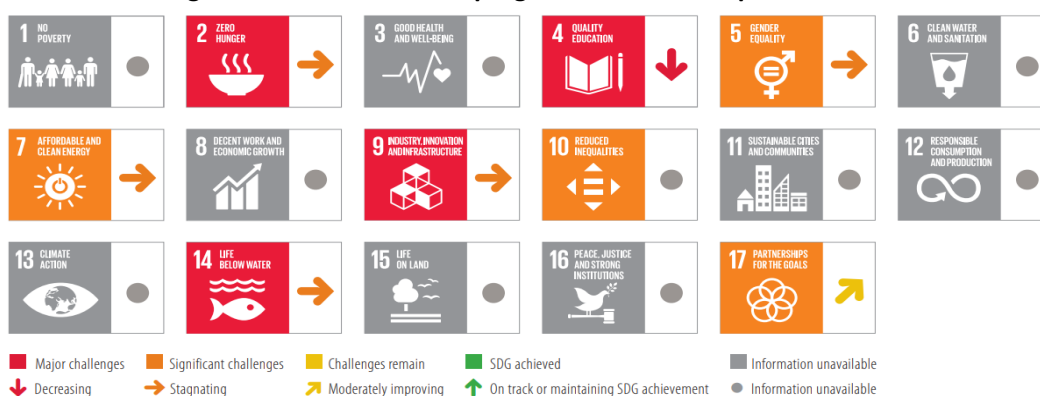 1 NO
POVERTY
2 ZERO
HUNGER
3 GOOD HEALTH
AND WELL-BEING
4 QUALITY
EDUCATION
5 GENDER
EQUALITY
6 CLEAN WATER
AND SANITATION
7 AFFORDABLE AND
CLEAN ENERGY
8 DECENT WORK AND
ECONOMIC GROWTH
9 INDUSTRY, INNOVATION
AND INFRASTRUCTURE
10 REDUCED
INEQUALITIES
11 SUSTAINABLE CITIES
AND COMMUNITIES
12 RESPONSIBLE
CONSUMPTION
AND PRODUCTION
13 CLIMATE
ACTION
14 LIFE
BELOW WATER
15 LIFE
ON LAND
16 PEACE, JUSTICE
AND STRONG
INSTITUTIONS
17 PARTNERSHIPS
FOR THE GOALS
Major challenges
Significant challenges
Challenges remain
SDG achieved
Information unavailable
Decreasing
Stagnating
Moderately improving
On track or maintaining SDG achievement
Information unavailable